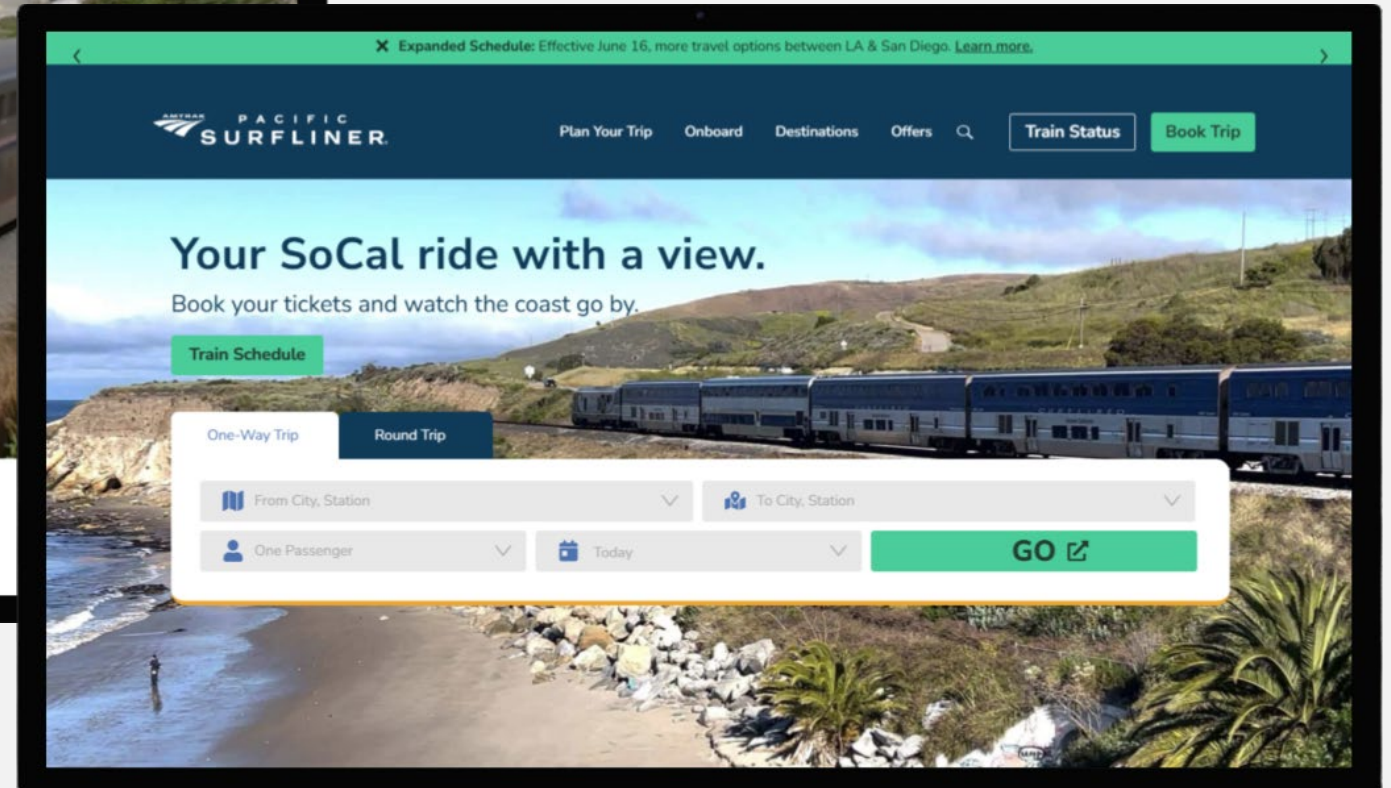 Expanded Schedule: Effective June 16, more travel options between LA & San Diego. Learn more.
AMTRAK
PACIFIC
SURFLINER
Plan Your Trip Onboard Destinations Offers Train Status Book Trip
Your SoCal ride with a view.
Book your tickets and watch the coast go by.
Train Schedule
One-Way Trip Round Trip
From City, Station To City, Station
One Passenger Today GO